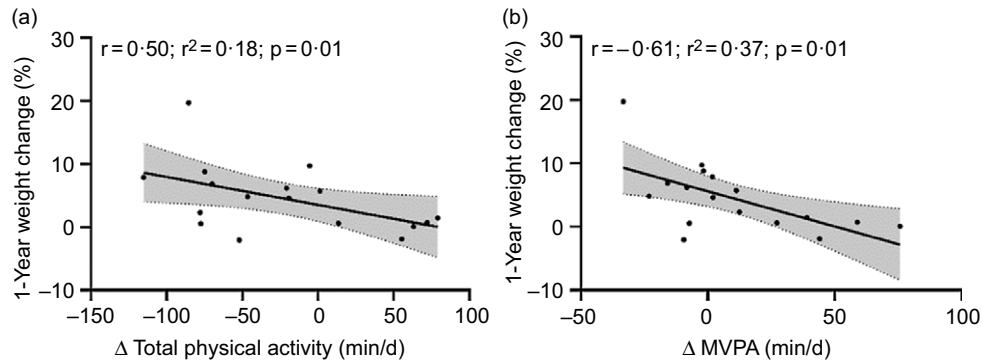 (a)
r = 0·50; r² = 0·18; p = 0·01
1-Year weight change (%)
30
20
10
0
–10
–150
–100
–50
0
50
100
Δ Total physical activity (min/d)
(b)
r = – 0·61; r² = 0·37; p = 0·01
1-Year weight change (%)
30
20
10
0
–10
–50
0
50
100
Δ MVPA (min/d)